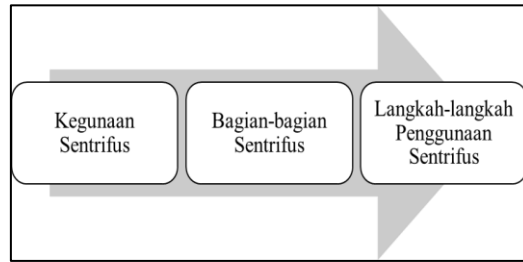 Kegunaan
Sentrifus
Bagian-bagian
Sentrifus
Langkah-langkah
Penggunaan
Sentrifus